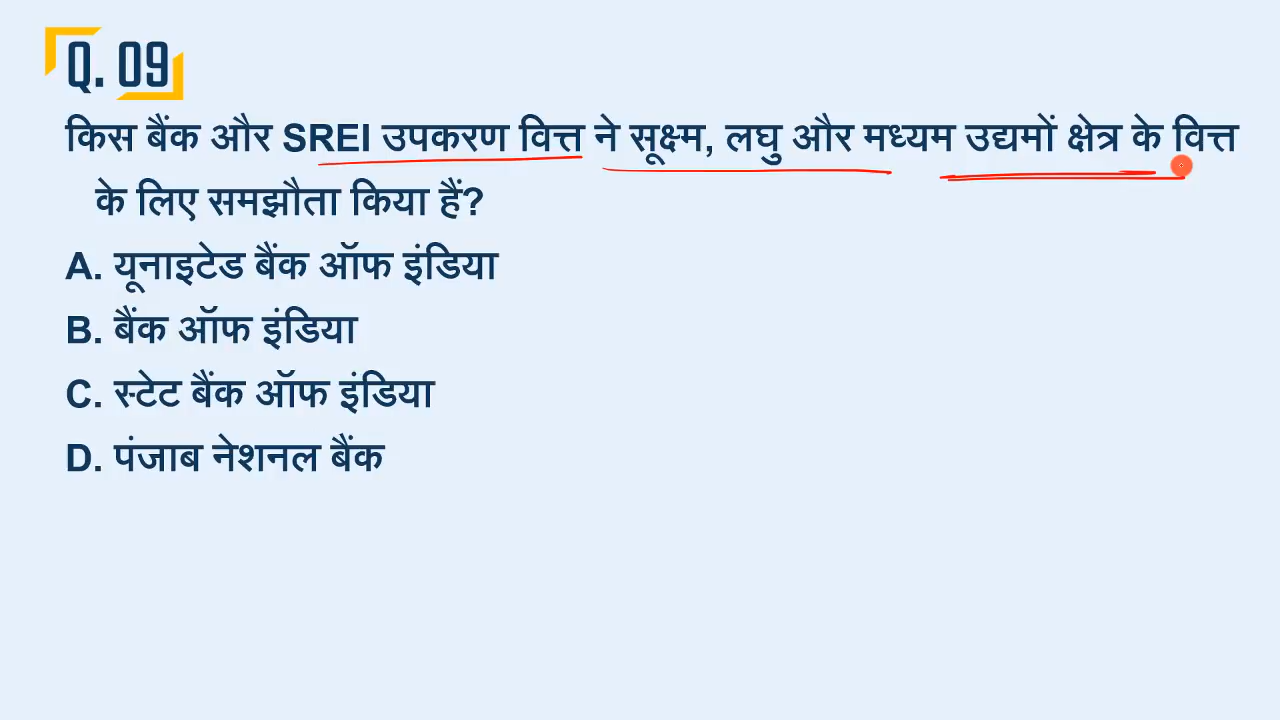 Q. 09
किस बैंक और SREI उपकरण वित्त ने सूक्ष्म, लघु और मध्यम उद्यमों क्षेत्र के वित्त
के लिए समझौता किया हैं?
A. यूनाइटेड बैंक ऑफ इंडिया
B. बैंक ऑफ इंडिया
C. स्टेट बैंक ऑफ इंडिया
D. पंजाब नेशनल बैंक